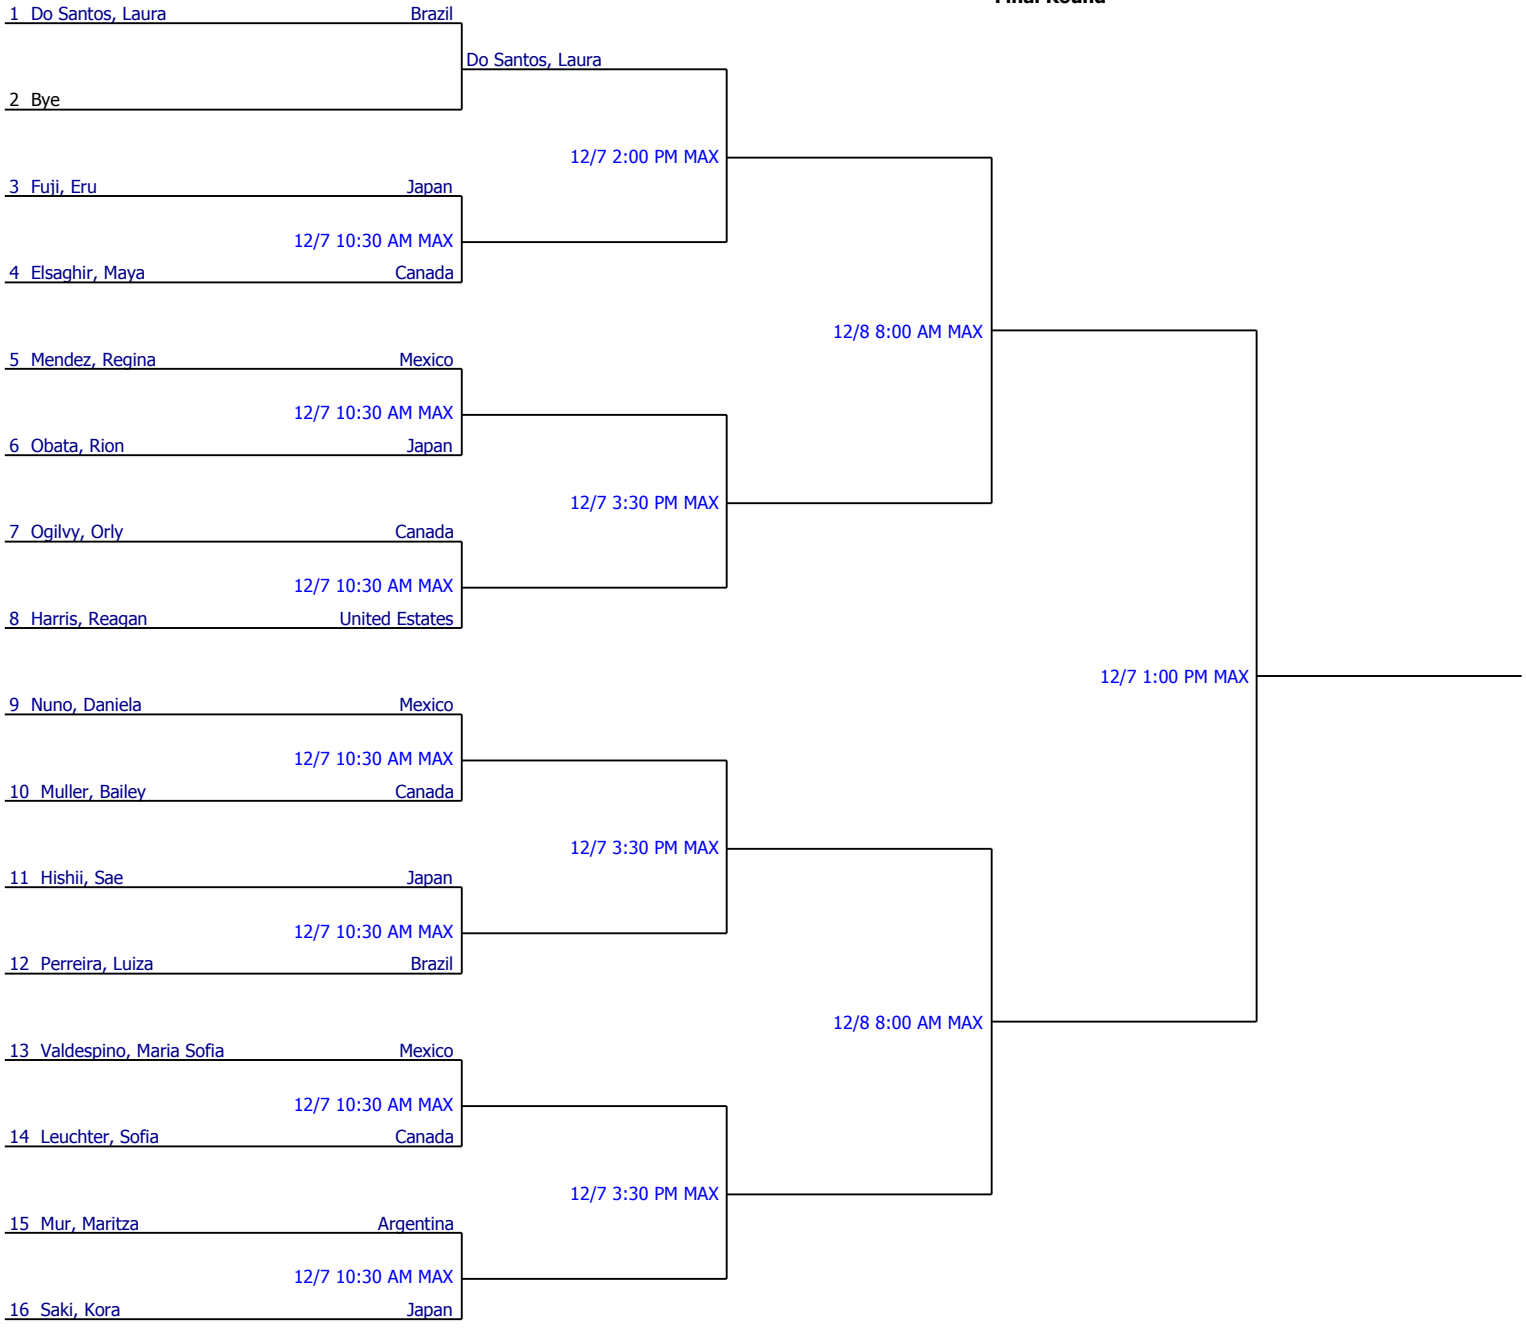 Final Round
1 Do Santos, Laura Brazil
Do Santos, Laura
2 Bye
12/7 2:00 PM MAX
3 Fuji, Eru Japan
12/7 10:30 AM MAX
4 Elsaghir, Maya Canada
12/8 8:00 AM MAX
5 Mendez, Regina Mexico
12/7 10:30 AM MAX
6 Obata, Rion Japan
12/7 3:30 PM MAX
7 Ogilvy, Orly Canada
12/7 10:30 AM MAX
8 Harris, Reagan United Estates
12/7 1:00 PM MAX
9 Nuno, Daniela Mexico
12/7 10:30 AM MAX
10 Muller, Bailey Canada
12/7 3:30 PM MAX
11 Hishii, Sae Japan
12/7 10:30 AM MAX
12 Perreira, Luiza Brazil
12/8 8:00 AM MAX
13 Valdespino, Maria Sofia Mexico
12/7 10:30 AM MAX
14 Leuchter, Sofia Canada
12/7 3:30 PM MAX
15 Mur, Maritza Argentina
12/7 10:30 AM MAX
16 Saki, Kora Japan